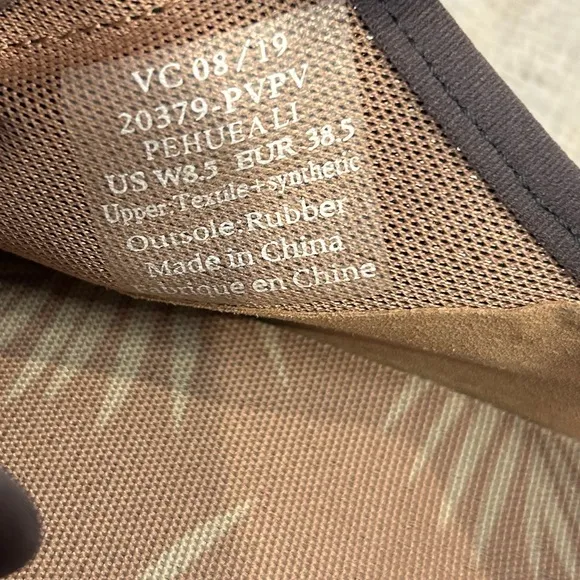 VC 08/19
20379-PVPV
PEHUEALI
US W8.5 EUR 38.5
Upper:Textile+synthetic
Outsole:Rubber
Made in China
Fabrique en Chine